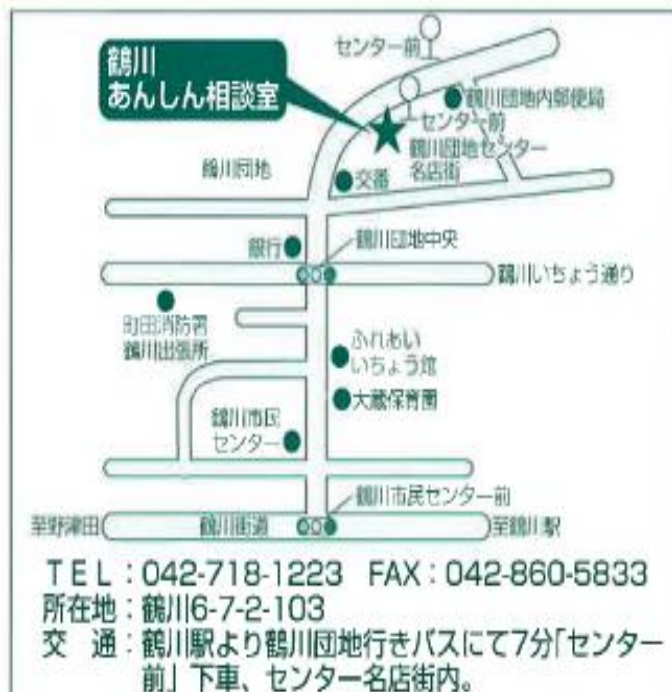 センター前
鶴川
あんしん相談室
鶴川団地内郵便局
センター前
鶴川団地センター
名店街
鶴川団地
交番
銀行
鶴川団地中央
鶴川いちょう通り
町田消防署
鶴川出張所
ふれもい
いちょう館
大蔵保育園
鶴川市民
センター
鶴川市民センター前
至野津田
鶴川街道
至鶴川駅
TEL:042-718-1223 FAX:042-860-5833
所在地:鶴川6-7-2-103
交 通:鶴川駅より鶴川団地行きバスにて7分「センター
前」下車、センター名店街内。